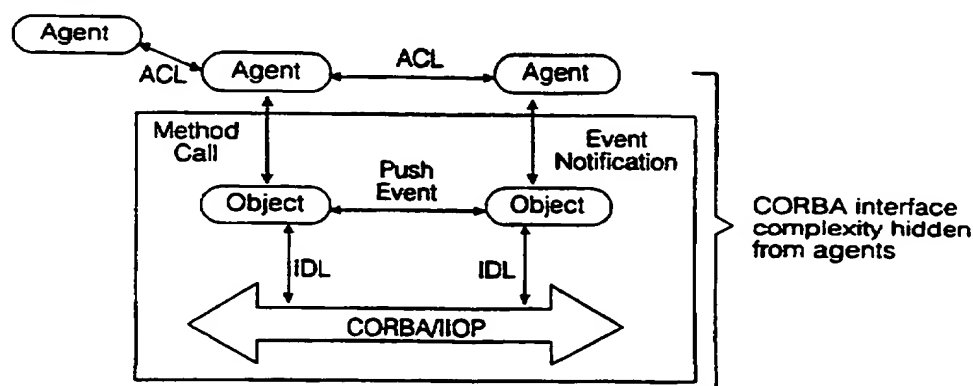 Agent
ACL
Agent
ACL
Agent
Method
Call
Event
Notification
Push
Event
Object
Object
CORBA interface
complexity hidden
from agents
IDL
IDL
CORBA/IIOP